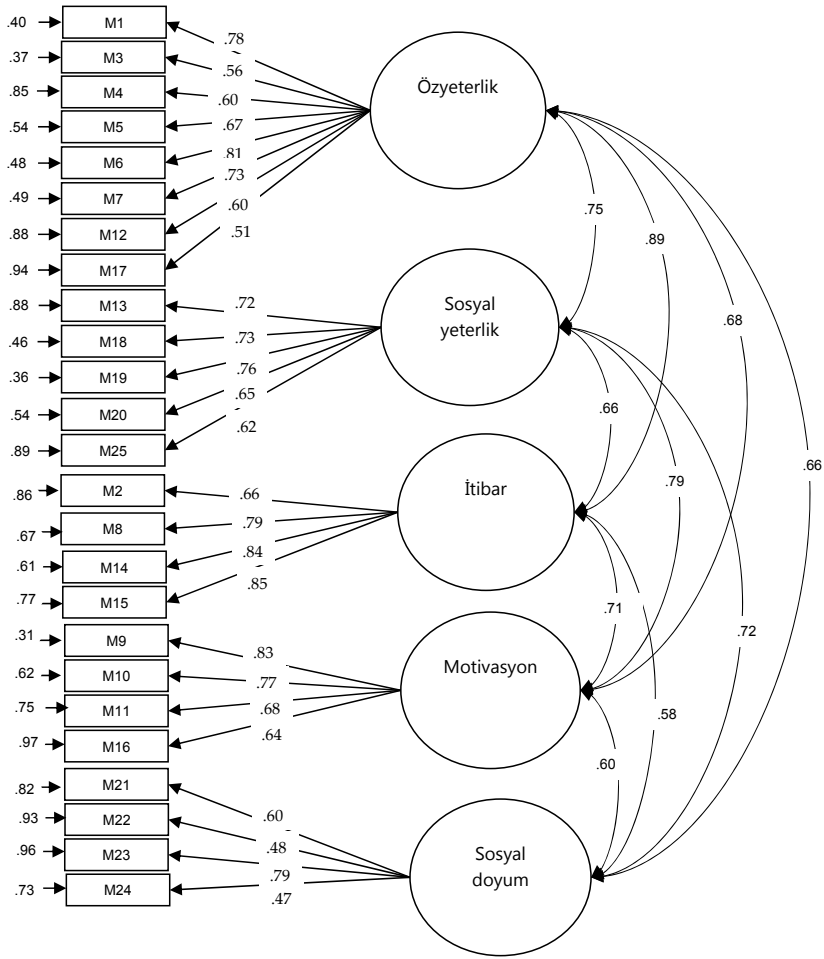 .40
M1
.78
.37
M3
.56
.85
M4
.60
.54
M5
.67
.48
M6
.81
.49
M7
.73
.88
M12
.60
.94
M17
.51
Özyeterlik
.88
M13
.72
.46
M18
.73
.36
M19
.76
.54
M20
.65
.89
M25
.62
Sosyal
yeterlik
.86
M2
.66
.67
M8
.79
.61
M14
.84
.77
M15
.85
İtibar
.31
M9
.83
.62
M10
.77
.75
M11
.68
.97
M16
.64
Motivasyon
.82
M21
.60
.93
M22
.48
.96
M23
.79
.73
M24
.47
Sosyal
doyum
.75
.89
.68
.66
.66
.79
.72
.71
.58
.60